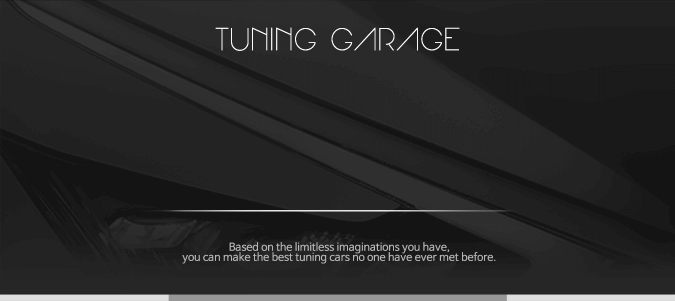 TUNING GARAGE
Based on the limitless imaginations you have,
you can make the best tuning cars no one have ever met before.